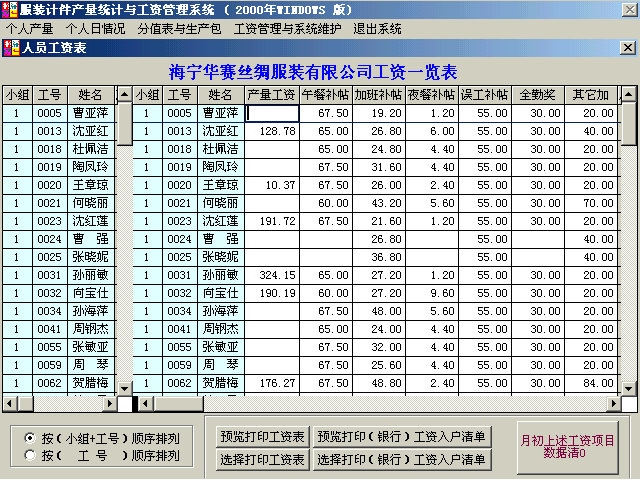 服装计件产量统计与工资管理系统 ( 2000年WINDOWS 版)
个人产量 个人日情况 分值表与生产包 工资管理与系统维护 退出系统
人员工资表
海宁华赛丝绸服装有限公司工资一览表
小组 工号 姓名 小组 工号 姓名 产量工资 午餐补帖 加班补帖 夜餐补帖 误工补帖 全勤奖 其它加
1 0005 曹亚萍 1 0005 曹亚萍 67.50 19.20 1.20 55.00 30.00 20.00
1 0013 沈亚红 1 0013 沈亚红 128.78 65.00 26.80 6.00 55.00 30.00 40.00
1 0018 杜佩洁 1 0018 杜佩洁 65.00 24.80 4.40 55.00 30.00 20.00
1 0019 陶凤玲 1 0019 陶凤玲 67.50 31.60 4.40 55.00 30.00 20.00
1 0020 王章琼 1 0020 王章琼 10.37 67.50 26.00 2.40 55.00 30.00 20.00
1 0021 何晓丽 1 0021 何晓丽 60.00 43.20 5.60 55.00 30.00 70.00
1 0023 沈红莲 1 0023 沈红莲 191.72 67.50 21.60 1.20 55.00 30.00 20.00
1 0024 曹 强 1 0024 曹 强 26.80 55.00 40.00
1 0025 张晓妮 1 0025 张晓妮 36.80 55.00 40.00
1 0031 孙丽敏 1 0031 孙丽敏 324.15 65.00 27.20 1.20 55.00 30.00 20.00
1 0032 向宝仕 1 0032 向宝仕 190.19 60.00 27.20 9.60 55.00 30.00 20.00
1 0034 孙海萍 1 0034 孙海萍 67.50 48.00 5.60 55.00 30.00 20.00
1 0041 周钢杰 1 0041 周钢杰 65.00 24.00 4.40 55.00 30.00 20.00
1 0055 张敏亚 1 0055 张敏亚 67.50 32.00 4.40 55.00 30.00 20.00
1 0059 周 琴 1 0059 周 琴 67.50 25.60 4.40 55.00 30.00 20.00
1 0062 贺腊梅 1 0062 贺腊梅 176.27 67.50 48.80 2.40 55.00 30.00 84.00
按(小组+工号)顺序排列
按( 工 号 )顺序排列
预览打印工资表 预览打印(银行)工资入户清单
选择打印工资表 选择打印(银行)工资入户清单
月初上述工资项目
数据清0